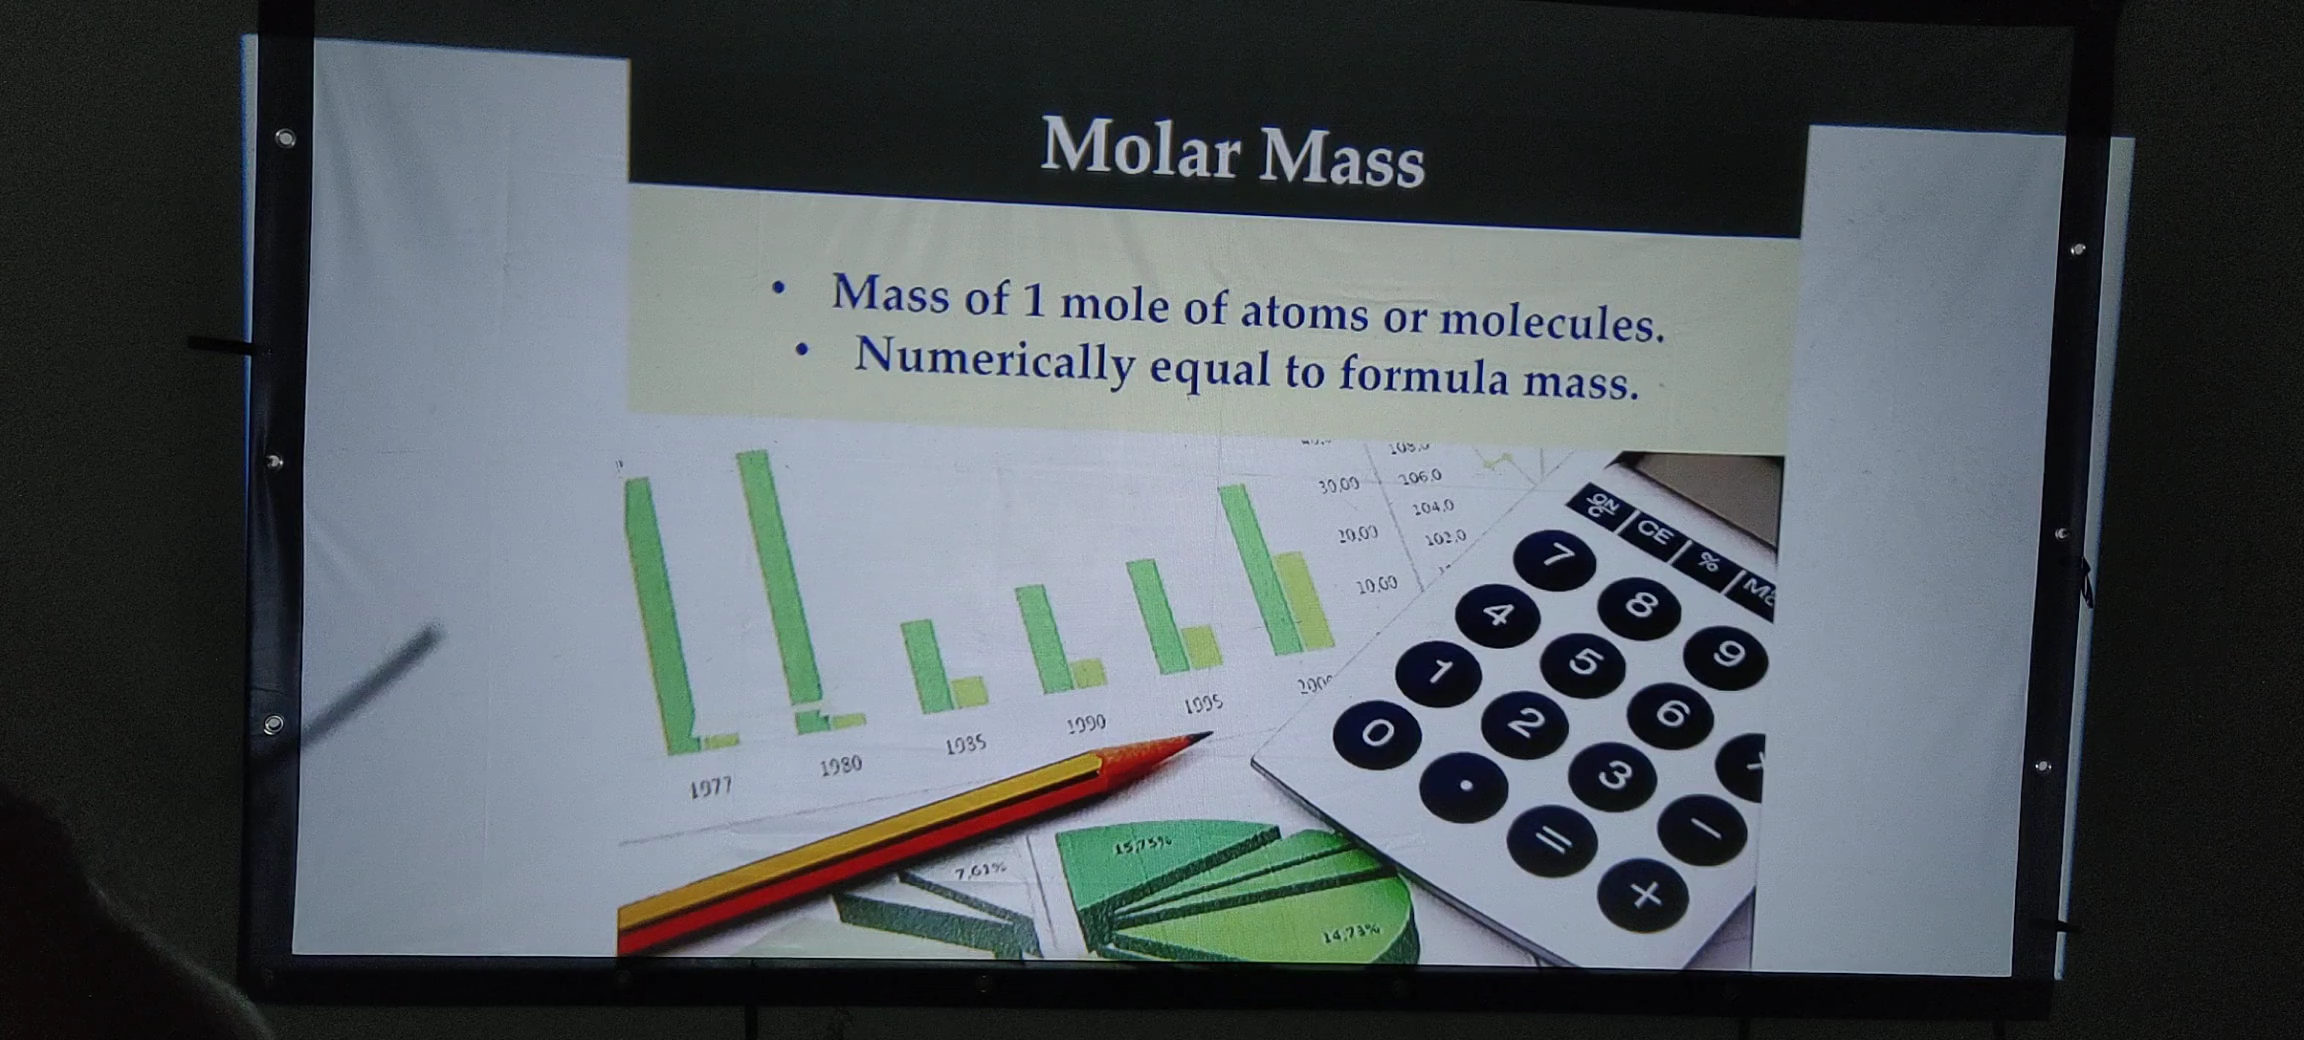 Molar Mass
• Mass of 1 mole of atoms or molecules.
• Numerically equal to formula mass.
30,00
106,0
104,0
20,00
102,0
10,00
1977
1980
1985
1990
1995
ON/C CE %
7 8 9
4 5 6
1 2 3
0 • = +
−
7,61%
15,75%
14,73%